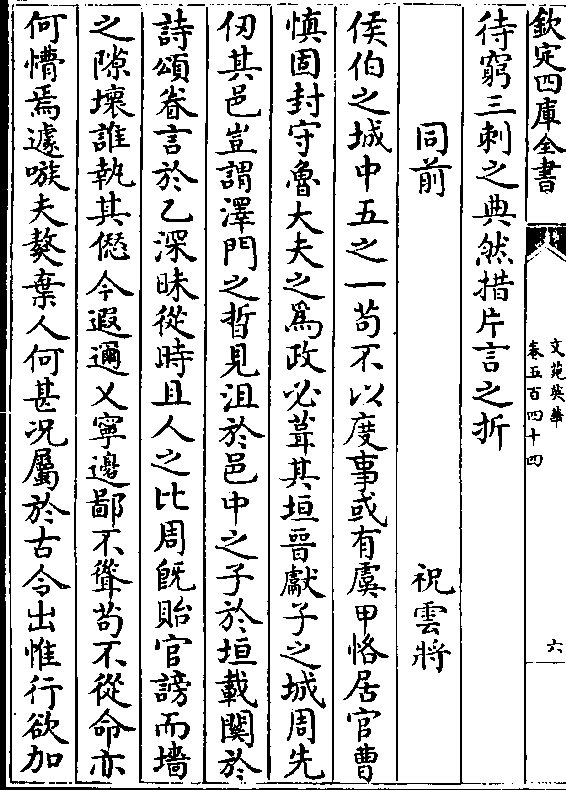 欽定四庫全書
文苑英華
卷五百四十四
六
待窮三刺之典然措片言之折
同前
祝雲將
侯伯之城中五之一苟不以度事或有虞甲恪居官曹
慎固封守魯大夫之為政必葺其垣晉獻子之城周先
仞其邑豈謂澤門之晳見沮於邑中之子於垣載闋於
詩頌眷言於乙深昧從時且人之比周旣貽官謗而墻
之隙壞誰執其愆今遐邇乂寧邊鄙不聳苟不從命亦
何懵焉遽嗾夫獒棄人何甚况屬於古令出惟行欲加